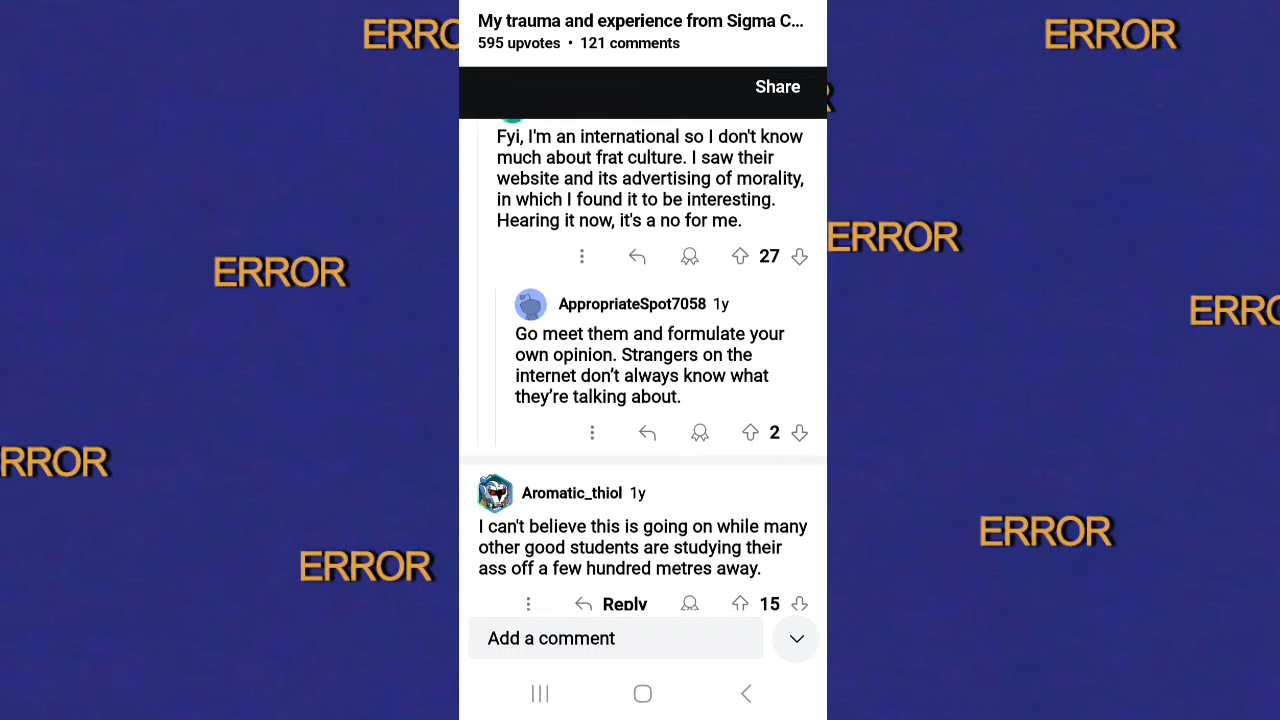 ERRO
ERROR
ERROR
ERROR
ERRO
RROR
ERROR
ERROR
My trauma and experience from Sigma C...
595 upvotes • 121 comments
Share
Fyi, I'm an international so I don't know
much about frat culture. I saw their
website and its advertising of morality,
in which I found it to be interesting.
Hearing it now, it's a no for me.
27
AppropriateSpot7058 1y
Go meet them and formulate your
own opinion. Strangers on the
internet don’t always know what
they’re talking about.
2
Aromatic_thiol 1y
I can't believe this is going on while many
other good students are studying their
ass off a few hundred metres away.
Reply 15
Add a comment